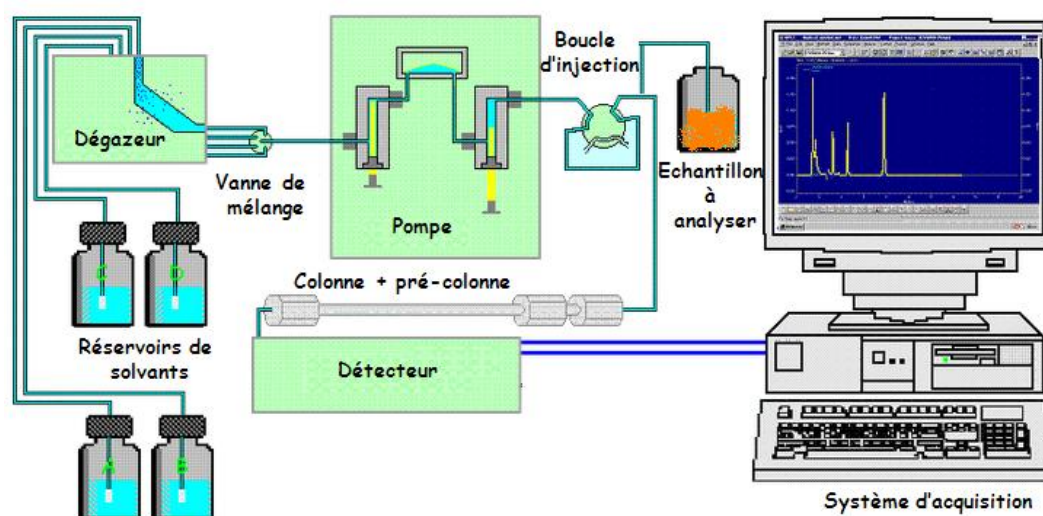 Dégazeur
Vanne de
mélange
Pompe
Boucle
d'injection
Echantillon
à
analyser
C
D
Réservoirs de
solvants
Colonne + pré-colonne
Détecteur
A
B
Système d'acquisition